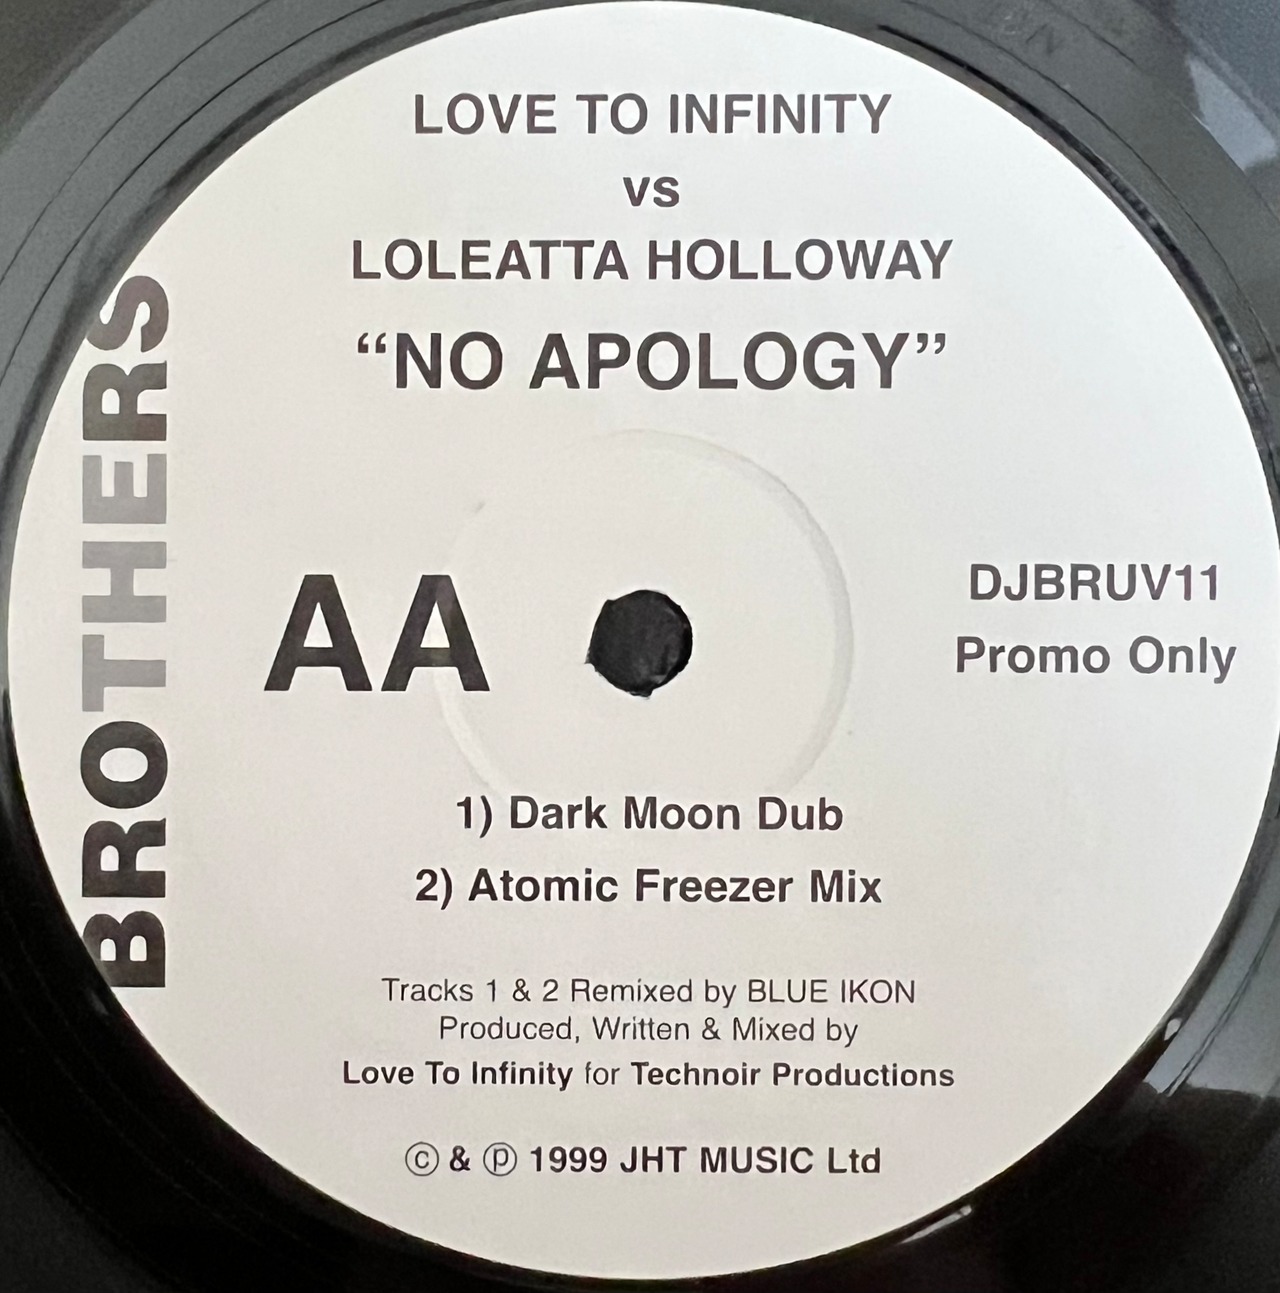 LOVE TO INFINITY
vs
LOLEATTA HOLLOWAY
“NO APOLOGY”
BROTHERS
AA
DJBRUV11
Promo Only
1) Dark Moon Dub
2) Atomic Freezer Mix
Tracks 1 & 2 Remixed by BLUE IKON
Produced, Written & Mixed by
Love To Infinity for Technoir Productions
© & ℗ 1999 JHT MUSIC Ltd